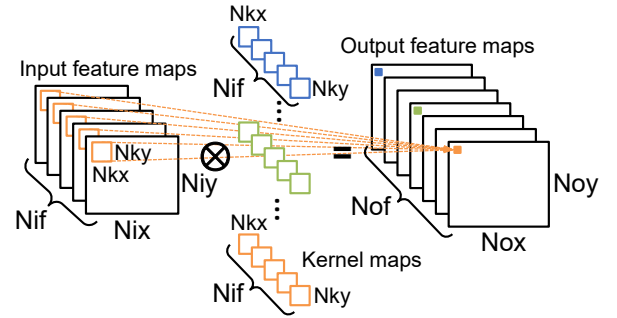 Nkx
Input feature maps
Nif
Nky
Output feature maps
Nky
Nkx
Niy
Nif
Nix
Nkx
Nif
Nky
Kernel maps
Nof
Noy
Nox